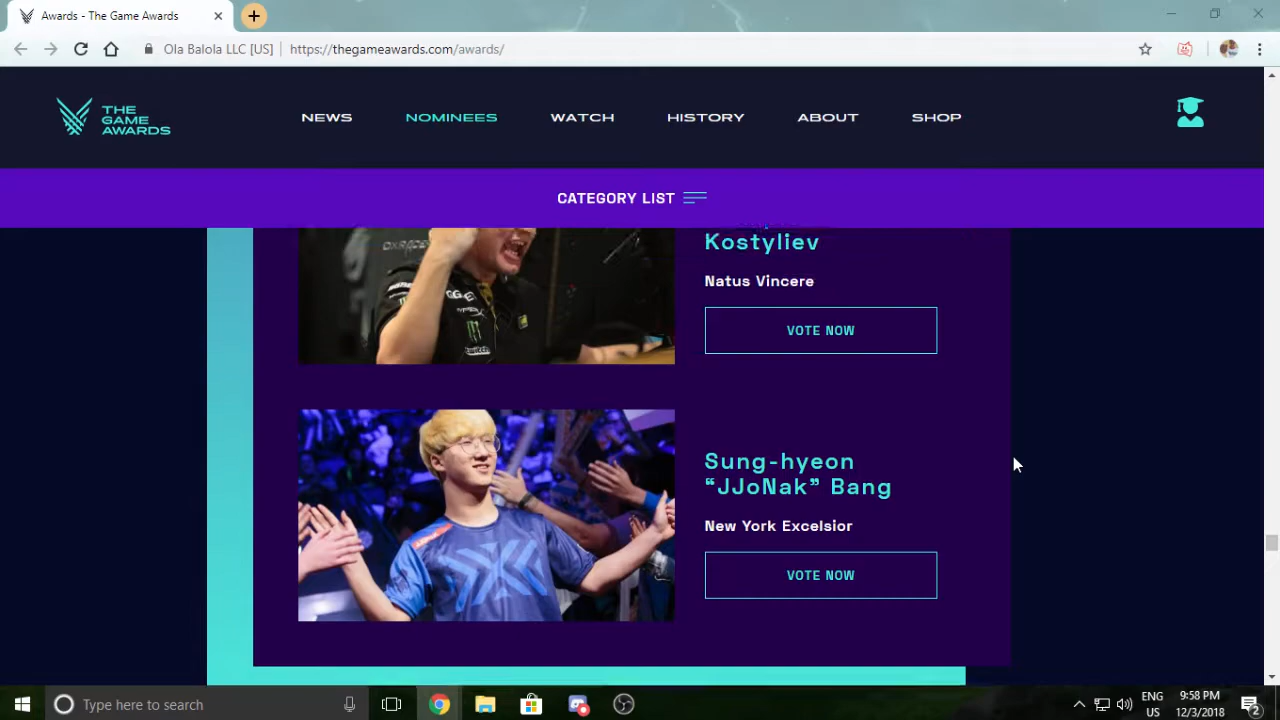 Awards - The Game Awards
Ola Balola LLC [US]
https://thegameawards.com/awards/
THE
GAME
AWARDS
NEWS
NOMINEES
WATCH
HISTORY
ABOUT
SHOP
CATEGORY LIST
Kostyliev
Natus Vincere
VOTE NOW
Sung-hyeon
“JJoNak” Bang
New York Excelsior
VOTE NOW
Type here to search
ENG
US
9:58 PM
12/3/2018
2